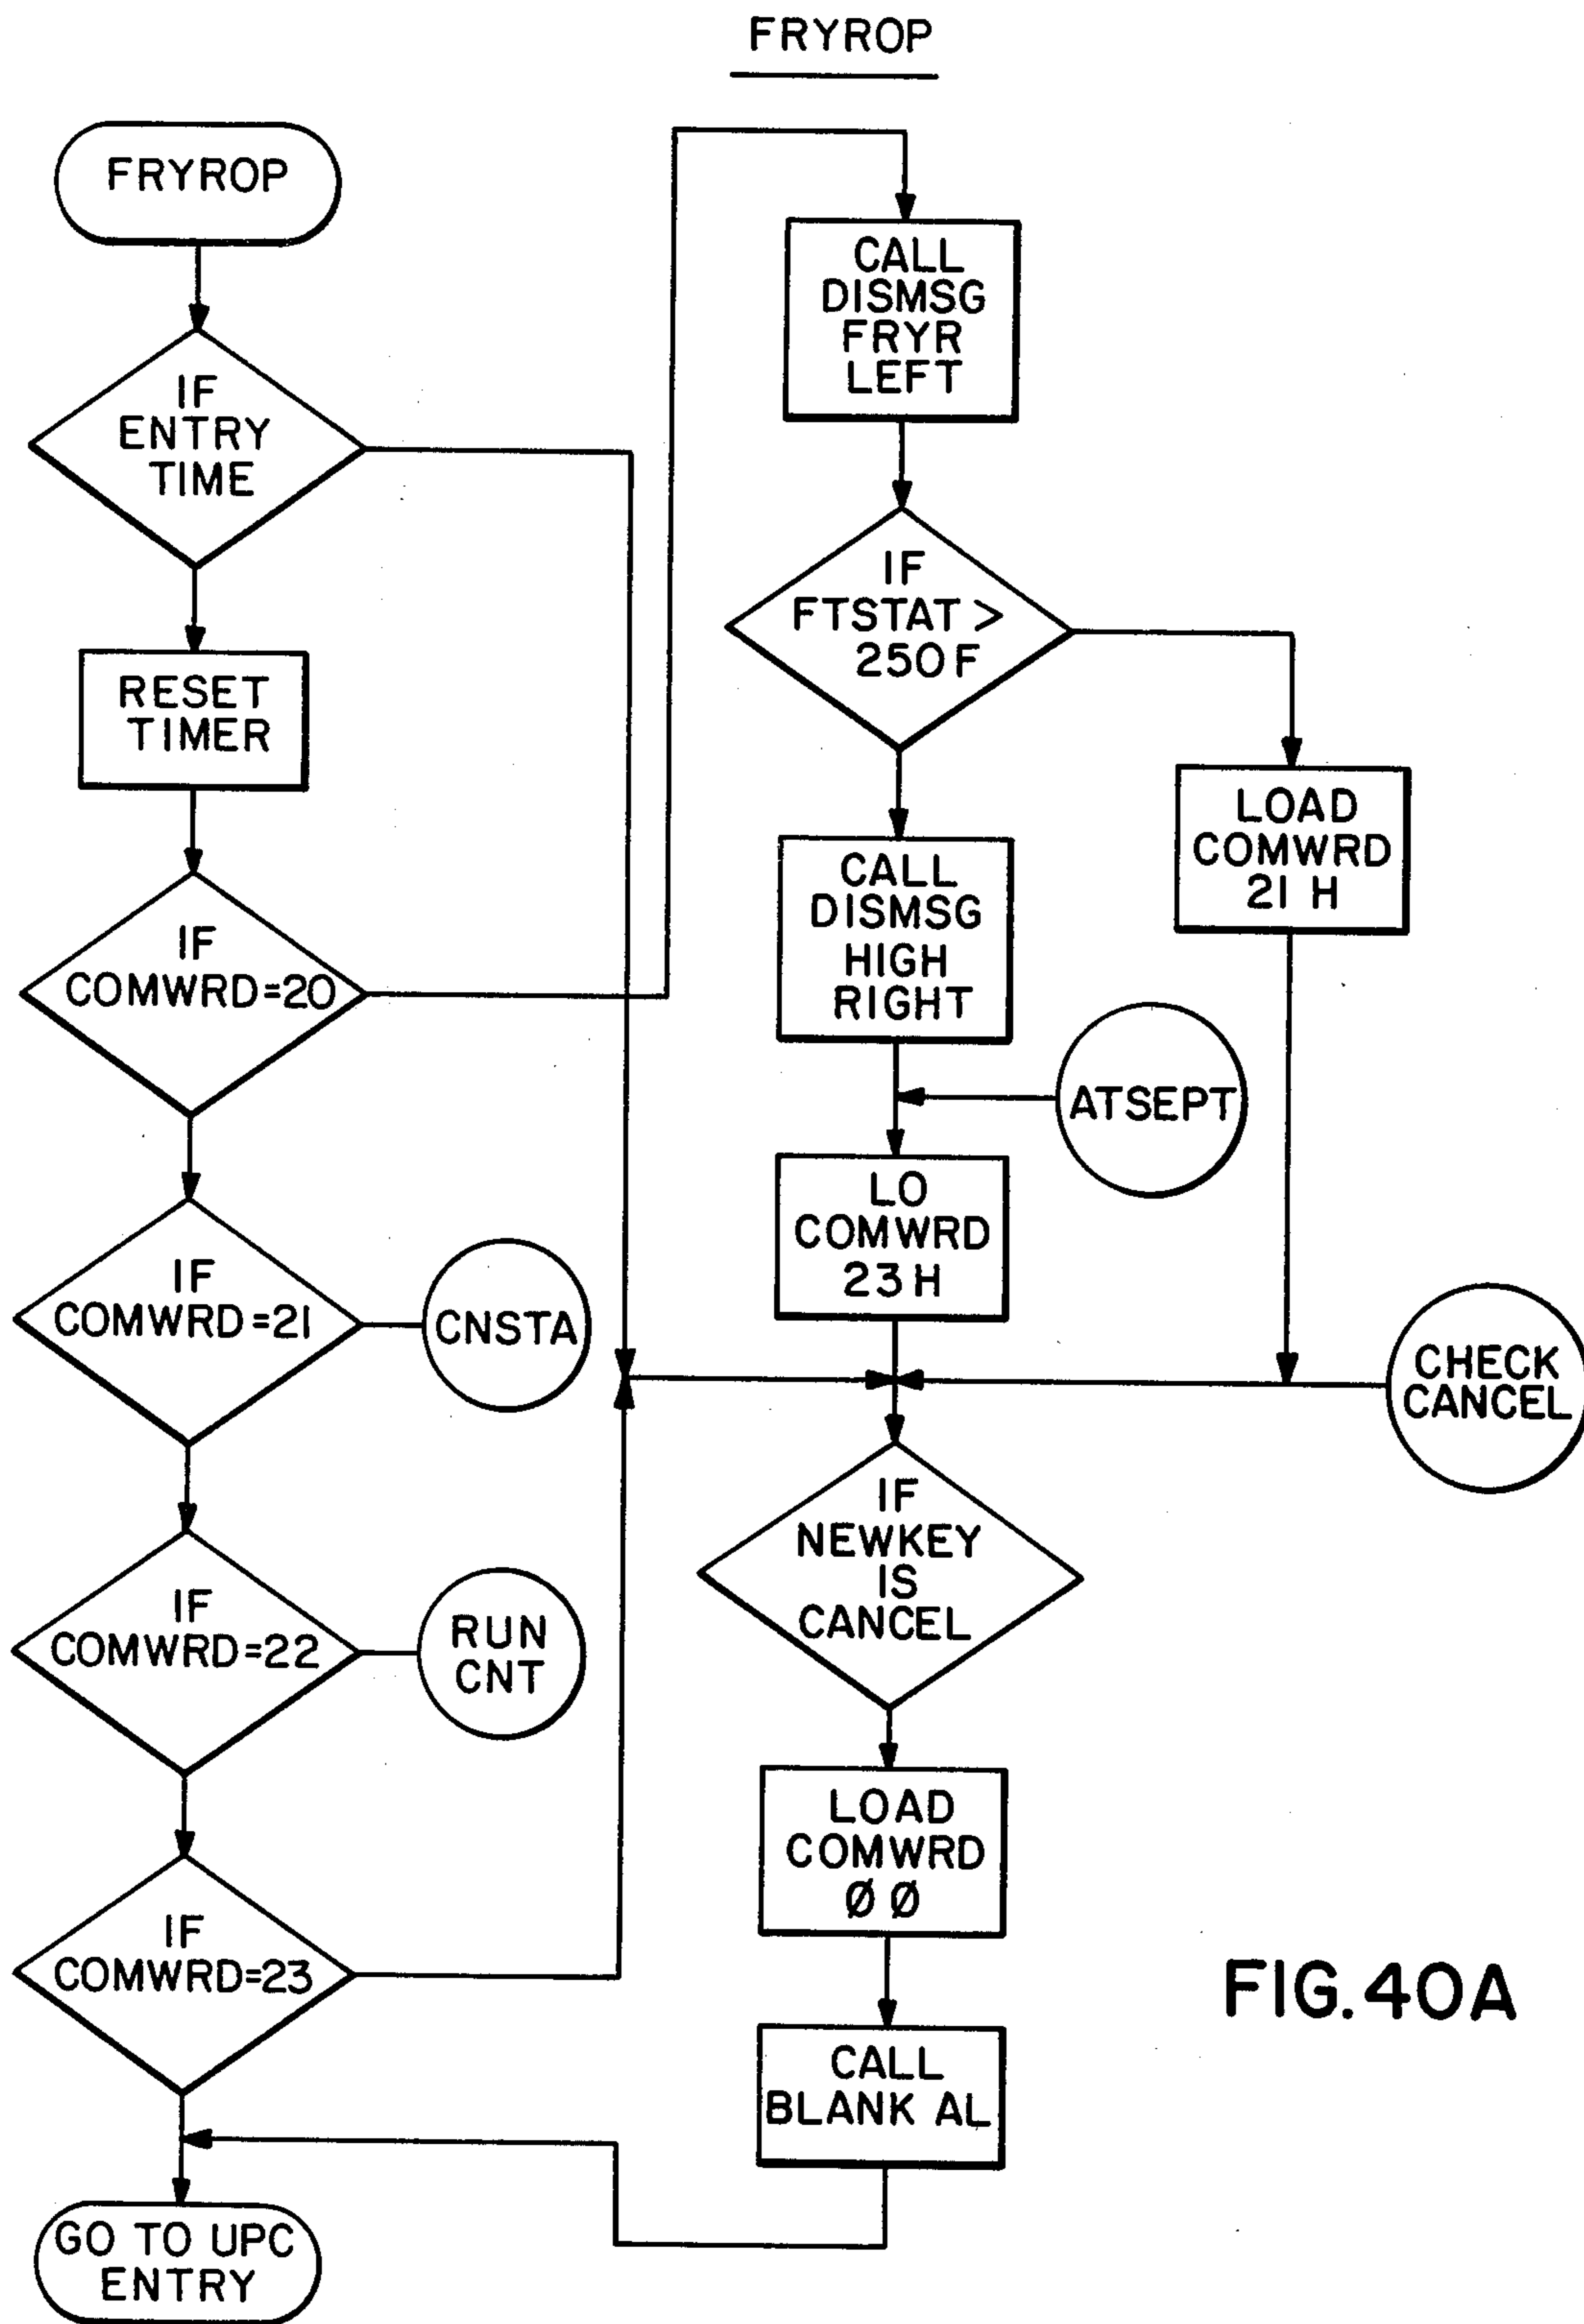 FRYROP
FRYROP
IF
ENTRY
TIME
RESET
TIMER
IF
COMWRD=20
IF
COMWRD=21
CNSTA
IF
COMWRD=22
RUN
CNT
IF
COMWRD=23
GO TO UPC
ENTRY
CALL
DISMSG
FRYR
LEFT
IF
FTSTAT >
250F
LOAD
COMWRD
21 H
CALL
DISMSG
HIGH
RIGHT
ATSEPT
LO
COMWRD
23 H
CHECK
CANCEL
IF
NEWKEY
IS
CANCEL
LOAD
COMWRD
Ø Ø
CALL
BLANK AL
FIG. 40A